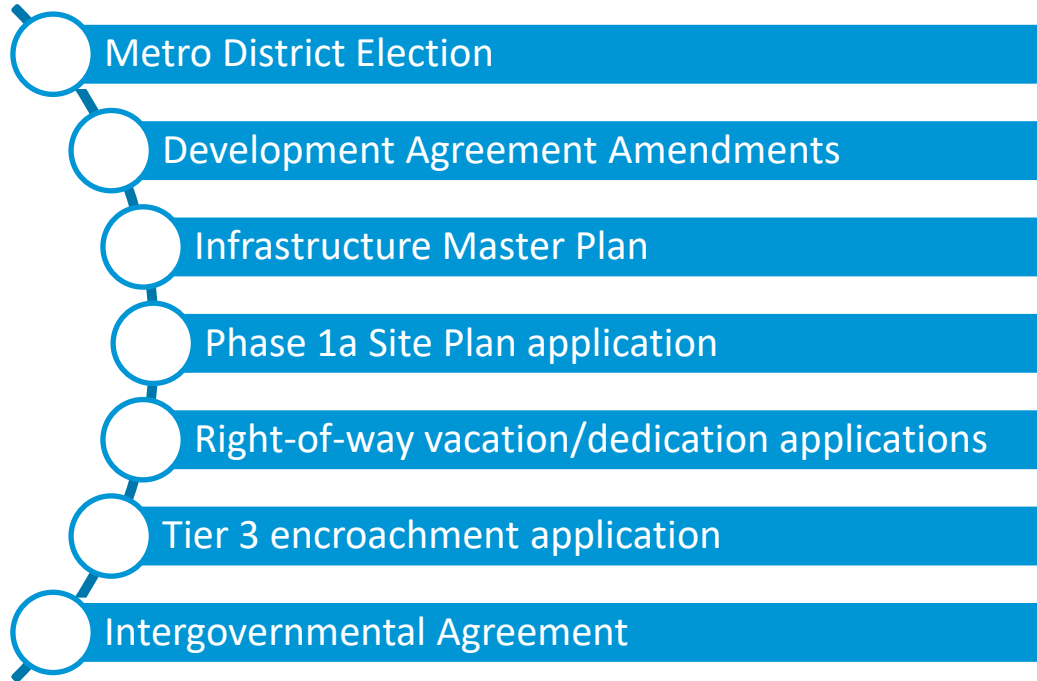 Metro District Election
Development Agreement Amendments
Infrastructure Master Plan
Phase 1a Site Plan application
Right-of-way vacation/dedication applications
Tier 3 encroachment application
Intergovernmental Agreement